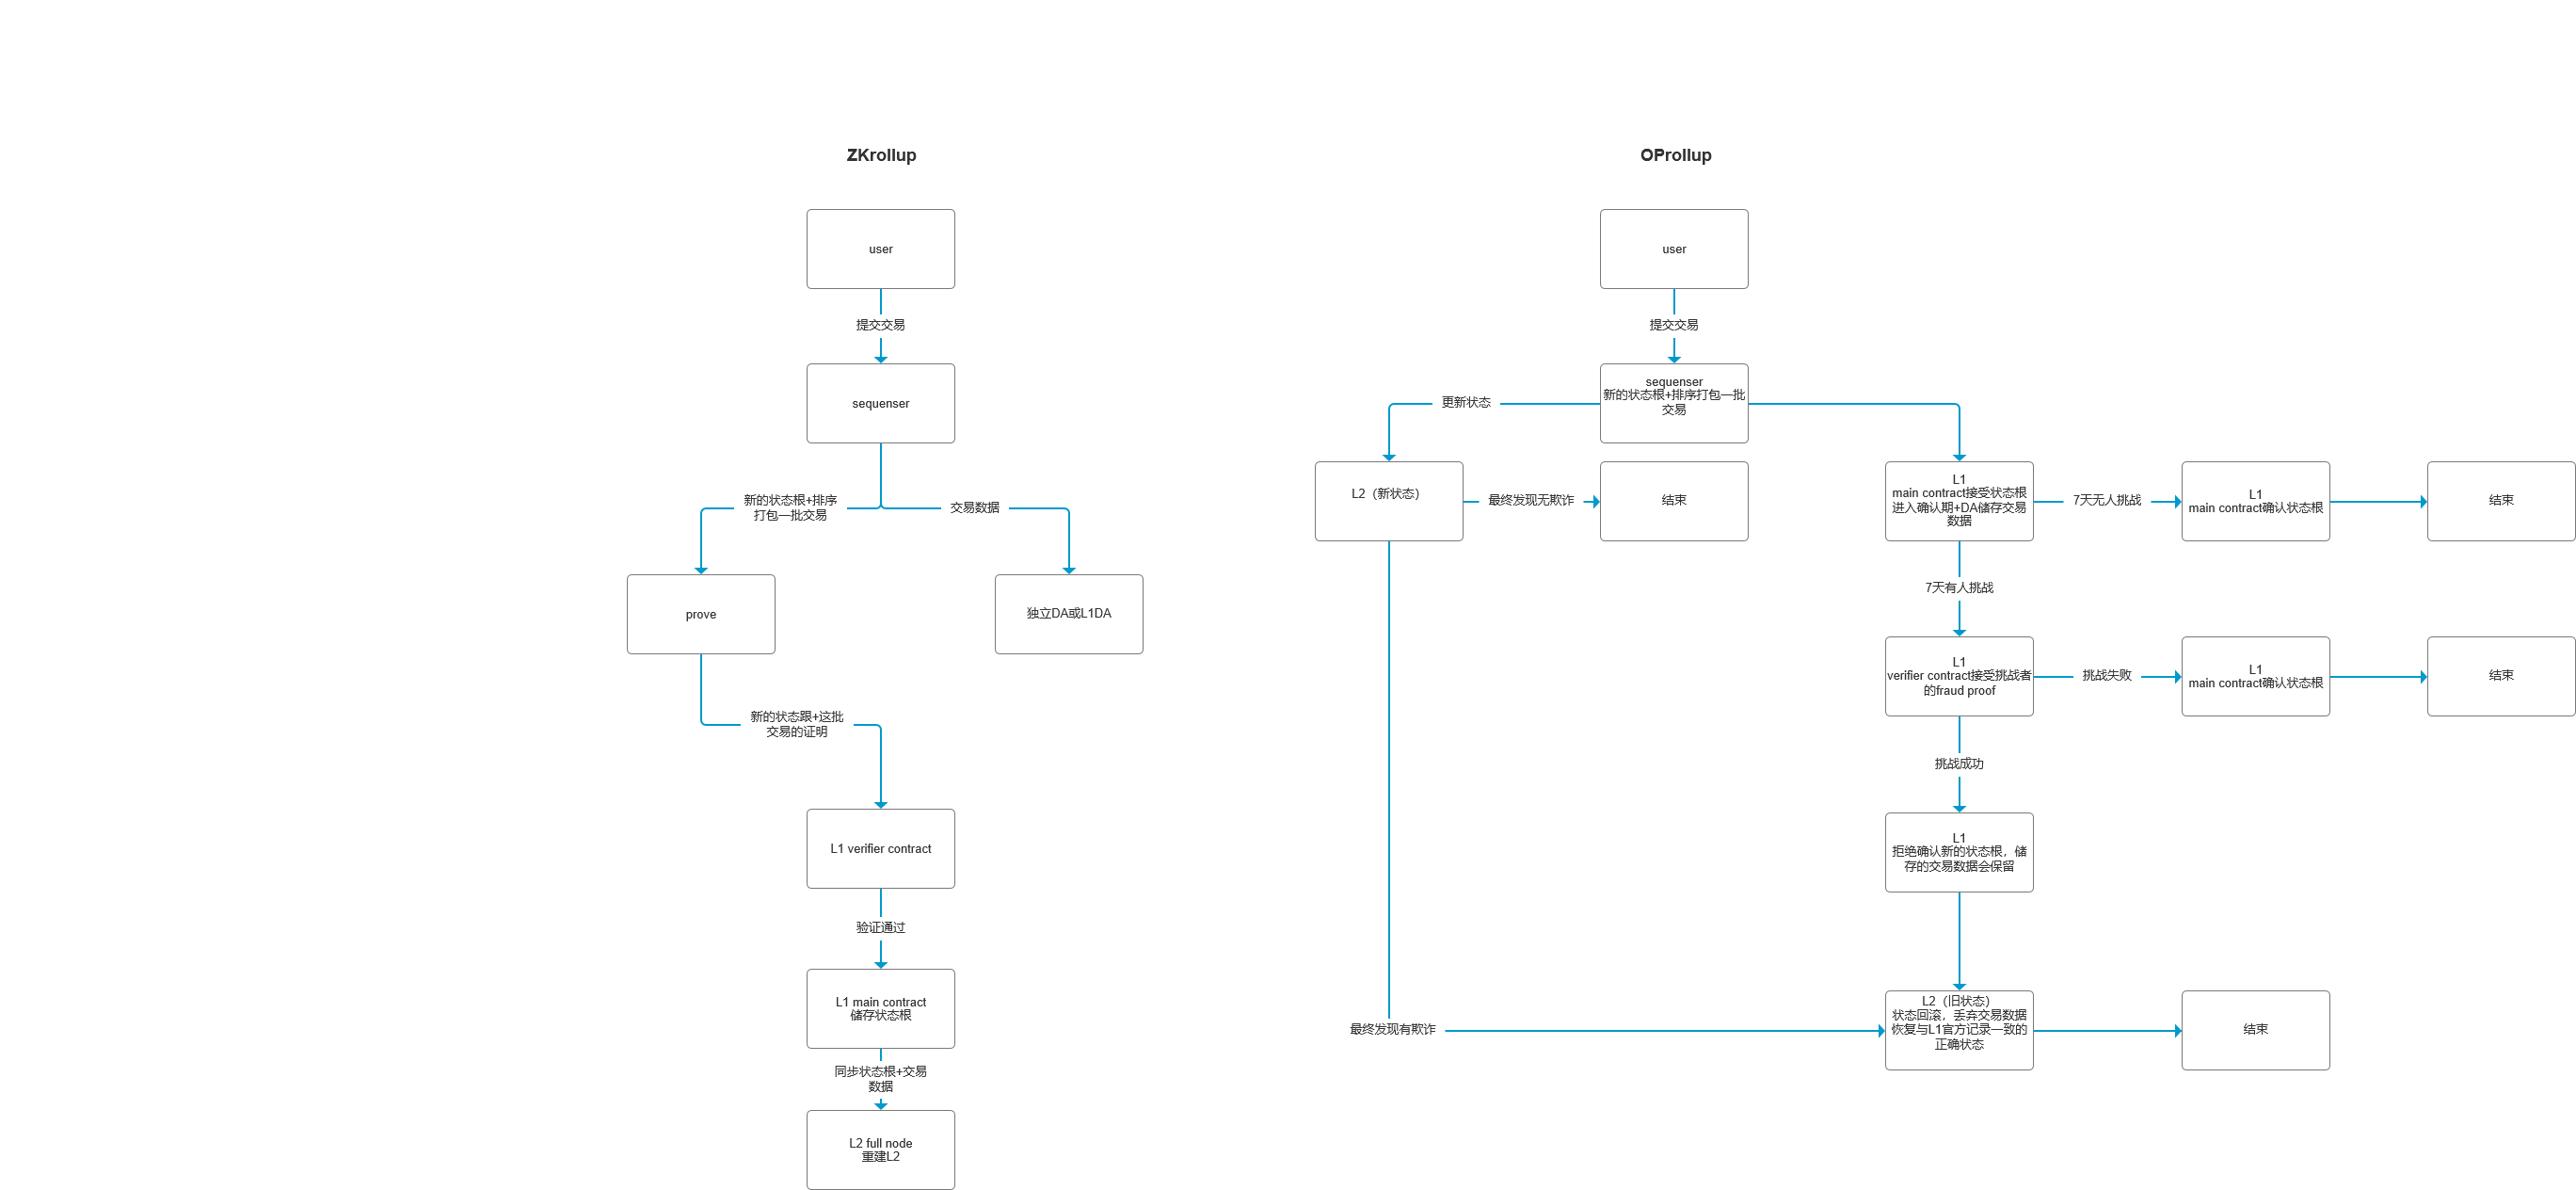 ZKrollup
user
提交交易
sequenser
新的状态根+排序
打包一批交易
交易数据
prove
独立DA或L1DA
新的状态跟+这批
交易的证明
L1 verifier contract
验证通过
L1 main contract
储存状态根
同步状态根+交易
数据
L2 full node
重建L2
OProllup
user
提交交易
sequenser
新的状态根+排序打包一批
交易
更新状态
L2（新状态）
最终发现无欺诈
结束
L1
main contract接受状态根
进入确认期+DA储存交易
数据
7天无人挑战
L1
main contract确认状态根
结束
7天有人挑战
L1
verifier contract接受挑战者
的fraud proof
挑战失败
L1
main contract确认状态根
结束
挑战成功
L1
拒绝确认新的状态根，储
存的交易数据会保留
最终发现有欺诈
L2（旧状态）
状态回滚，丢弃交易数据
恢复与L1官方记录一致的
正确状态
结束